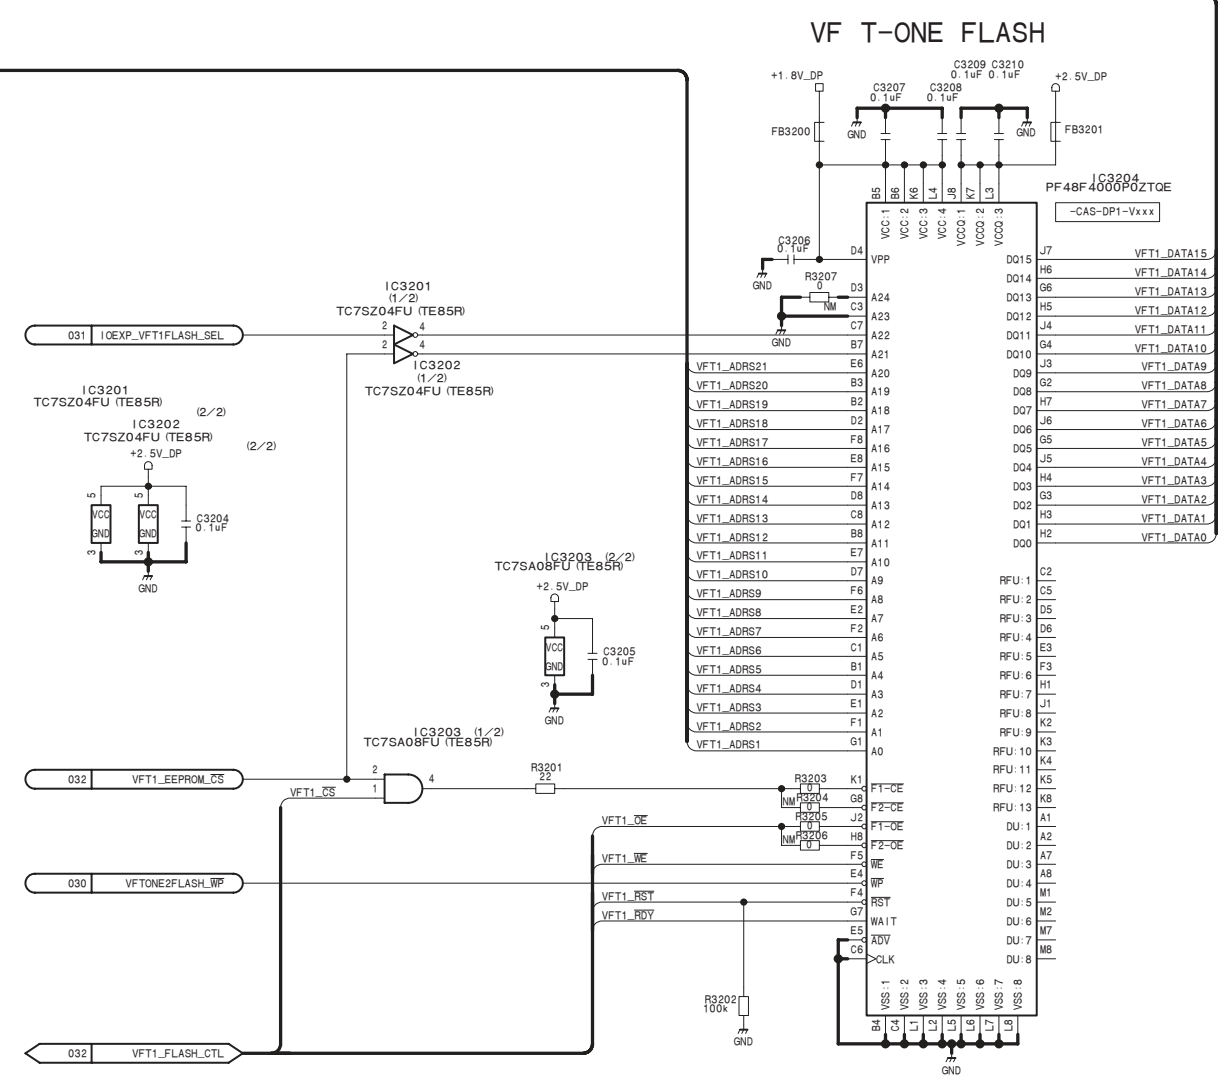 VF T-ONE FLASH
+1.8V_DP
C3207
0.1uF
C3208
0.1uF
C3209 C3210
0.1uF 0.1uF
+2.5V_DP
FB3200
GND
GND
FB3201
IC3204
PF48F4000P0ZTQE
-CAS-DP1-Vxxx
B5 B6 K6 L4 J8 K7 L3
VCC:1 VCC:2 VCC:3 VCC:4 VCCQ:1 VCCQ:2 VCCQ:3
C3206
0.1uF
GND
D4 VPP
R3207
0
NM
GND
D3 A24
C3 A23
C7 A22
B7 A21
VFT1_ADRS21 E6 A20
VFT1_ADRS20 B3 A19
VFT1_ADRS19 B2 A18
VFT1_ADRS18 D2 A17
VFT1_ADRS17 F8 A16
VFT1_ADRS16 E8 A15
VFT1_ADRS15 F7 A14
VFT1_ADRS14 D8 A13
VFT1_ADRS13 C8 A12
VFT1_ADRS12 B8 A11
VFT1_ADRS11 E7 A10
VFT1_ADRS10 D7 A9
VFT1_ADRS9 F6 A8
VFT1_ADRS8 E2 A7
VFT1_ADRS7 F2 A6
VFT1_ADRS6 C1 A5
VFT1_ADRS5 B1 A4
VFT1_ADRS4 D1 A3
VFT1_ADRS3 E1 A2
VFT1_ADRS2 F1 A1
VFT1_ADRS1 G1 A0
DQ15 J7 VFT1_DATA15
DQ14 H6 VFT1_DATA14
DQ13 G6 VFT1_DATA13
DQ12 H5 VFT1_DATA12
DQ11 J4 VFT1_DATA11
DQ10 G4 VFT1_DATA10
DQ9 J3 VFT1_DATA9
DQ8 G2 VFT1_DATA8
DQ7 H7 VFT1_DATA7
DQ6 J6 VFT1_DATA6
DQ5 G5 VFT1_DATA5
DQ4 J5 VFT1_DATA4
DQ3 H4 VFT1_DATA3
DQ2 G3 VFT1_DATA2
DQ1 H3 VFT1_DATA1
DQ0 H2 VFT1_DATA0
RFU:1 C2
RFU:2 C5
RFU:3 D5
RFU:4 D6
RFU:5 E3
RFU:6 F3
RFU:7 H1
RFU:8 J1
RFU:9 K2
RFU:10 K3
RFU:11 K4
RFU:12 K5
RFU:13 K8
DU:1 A1
DU:2 A2
DU:3 A7
DU:4 A8
DU:5 M1
DU:6 M2
DU:7 M7
DU:8 M8
IC3201
(1/2)
TC7SZ04FU(TE85R)
031 IOEXP_VFT1FLASH_SEL
2 4
2 4
IC3202
(1/2)
TC7SZ04FU(TE85R)
IC3201
TC7SZ04FU(TE85R)
(2/2)
IC3202
TC7SZ04FU(TE85R)
(2/2)
+2.5V_DP
5 5
VCC VCC
GND GND
3 3
C3204
0.1uF
GND
IC3203 (2/2)
TC7SA08FU(TE85R)
+2.5V_DP
5
VCC
GND
3
C3205
0.1uF
GND
IC3203 (1/2)
TC7SA08FU(TE85R)
032 VFT1_EEPROM_CS
VFT1_CS
2
1
4
R3201
22
R3203
0
K1 F1-CE
NM
R3204
0
G8 F2-CE
VFT1_OE
R3205
0
J2 F1-OE
NM
R3206
0
H8 F2-OE
VFT1_WE F5 WE
030 VFTONE2FLASH_WP E4 WP
VFT1_RST F4 RST
VFT1_RDY G7 WAIT
E5 ADV
C6 CLK
R3202
100k
GND
032 VFT1_FLASH_CTL
VSS:1 VSS:2 VSS:3 VSS:4 VSS:5 VSS:6 VSS:7 VSS:8
B4 C4 L1 L2 L5 L6 L7 L8
GND